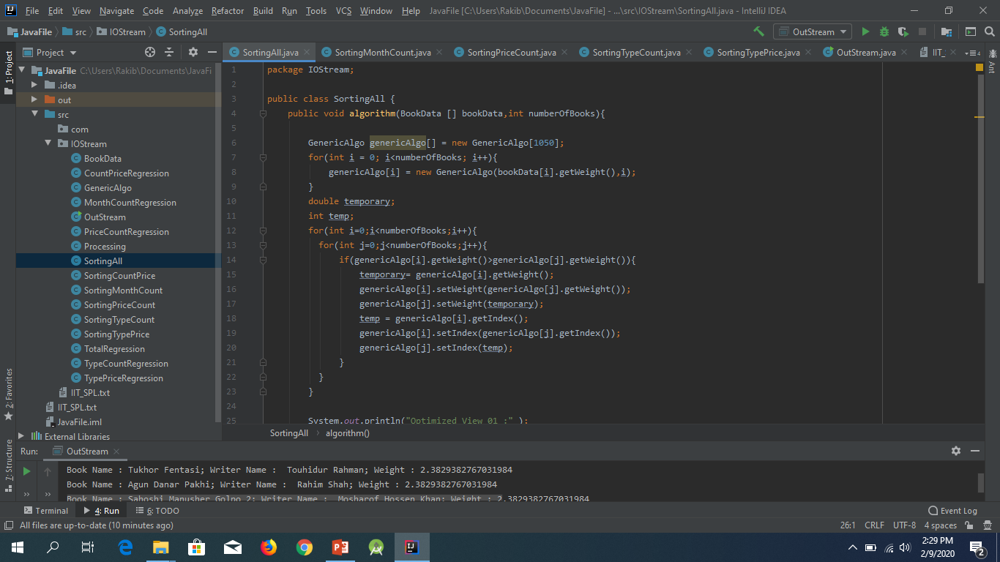 File Edit View Navigate Code Analyze Refactor Build Run Tools VCS Window Help JavaFile [C:\Users\Rakib\Documents\JavaFile] - ...\src\IOStream\SortingAll.java - IntelliJ IDEA
JavaFile src IOStream SortingAll OutStream
Project
SortingAll.java SortingMonthCount.java SortingPriceCount.java SortingTypeCount.java SortingTypePrice.java OutStream.java IIT_ 4
1: Project
JavaFile C:\Users\Rakib\Documents\JavaFi
.idea
out
src
com
IOStream
BookData
CountPriceRegression
GenericAlgo
MonthCountRegression
OutStream
PriceCountRegression
Processing
SortingAll
SortingCountPrice
SortingMonthCount
SortingPriceCount
SortingTypeCount
SortingTypePrice
TotalRegression
TypeCountRegression
TypePriceRegression
IIT_SPL.txt
IIT_SPL.txt
JavaFile.iml
External Libraries
2: Favorites
7: Structure
Ant
1 package IOStream;
2
3 public class SortingAll {
4 public void algorithm(BookData [] bookData,int numberOfBooks){
5
6 GenericAlgo genericAlgo[] = new GenericAlgo[1050];
7 for(int i = 0; i<numberOfBooks; i++){
8 genericAlgo[i] = new GenericAlgo(bookData[i].getWeight(),i);
9 }
10 double temporary;
11 int temp;
12 for(int i=0;i<numberOfBooks;i++){
13 for(int j=0;j<numberOfBooks;j++){
14 if(genericAlgo[i].getWeight()>genericAlgo[j].getWeight()){
15 temporary= genericAlgo[i].getWeight();
16 genericAlgo[i].setWeight(genericAlgo[j].getWeight());
17 genericAlgo[j].setWeight(temporary);
18 temp = genericAlgo[i].getIndex();
19 genericAlgo[i].setIndex(genericAlgo[j].getIndex());
20 genericAlgo[j].setIndex(temp);
21 }
22 }
23 }
24
25 System.out.println("Optimized View 01 :" );
SortingAll algorithm()
Run: OutStream
Book Name : Tukhor Fentasi; Writer Name :  Touhidur Rahman; Weight : 2.3829382767031984
Book Name : Agun Danar Pakhi; Writer Name :  Rahim Shah; Weight : 2.3829382767031984
Book Name : Sahoshi Manusher Golpo 2; Writer Name :  Mosharof Hossen Khan; Weight : 2.3829382767031984
Terminal 4: Run 6: TODO Event Log
All files are up-to-date (10 minutes ago) 26:1 CRLF UTF-8 4 spaces
2:29 PM
2/9/2020
2